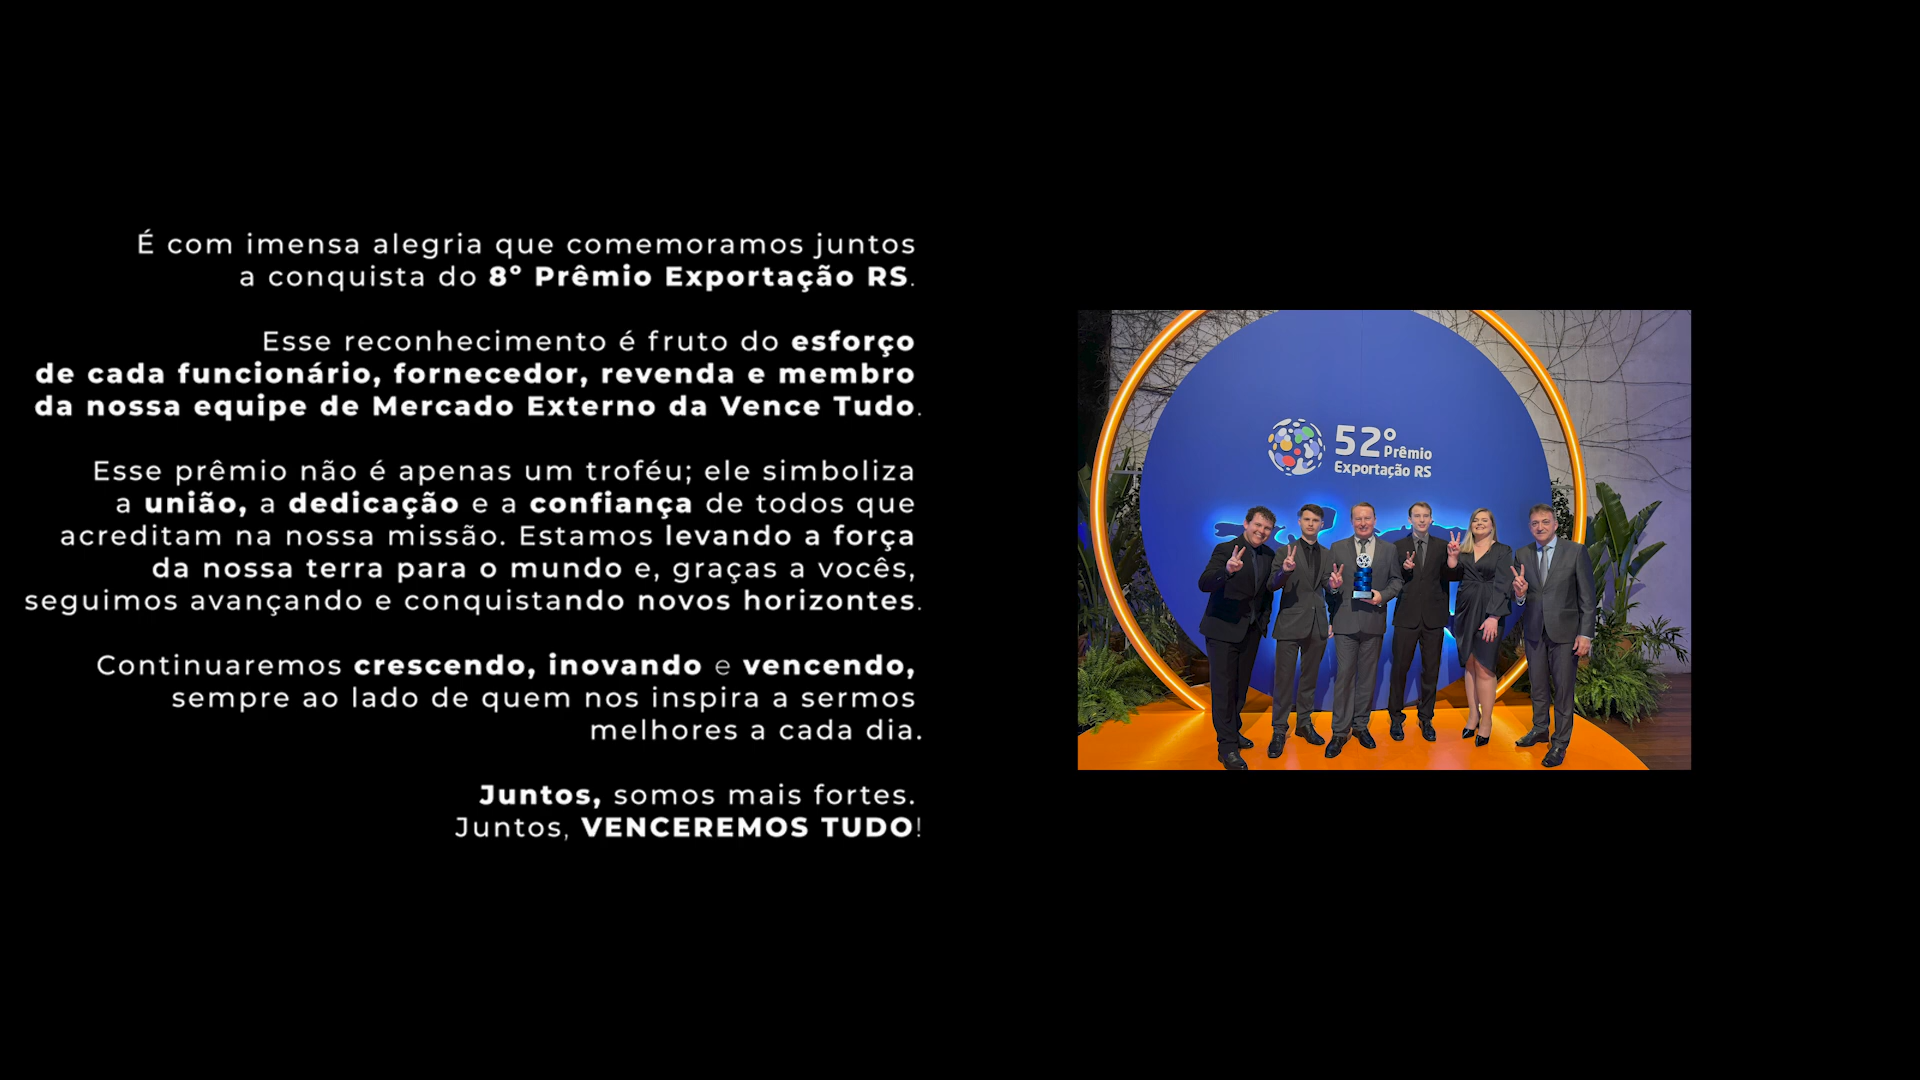 É com imensa alegria que comemoramos juntos
a conquista do 8º Prêmio Exportação RS.
Esse reconhecimento é fruto do esforço
de cada funcionário, fornecedor, revenda e membro
da nossa equipe de Mercado Externo da Vence Tudo.
Esse prêmio não é apenas um troféu; ele simboliza
a união, a dedicação e a confiança de todos que
acreditam na nossa missão. Estamos levando a força
da nossa terra para o mundo e, graças a vocês,
seguimos avançando e conquistando novos horizontes.
Continuaremos crescendo, inovando e vencendo,
sempre ao lado de quem nos inspira a sermos
melhores a cada dia.
Juntos, somos mais fortes.
Juntos, VENCEREMOS TUDO!
52º
Prêmio
Exportação RS